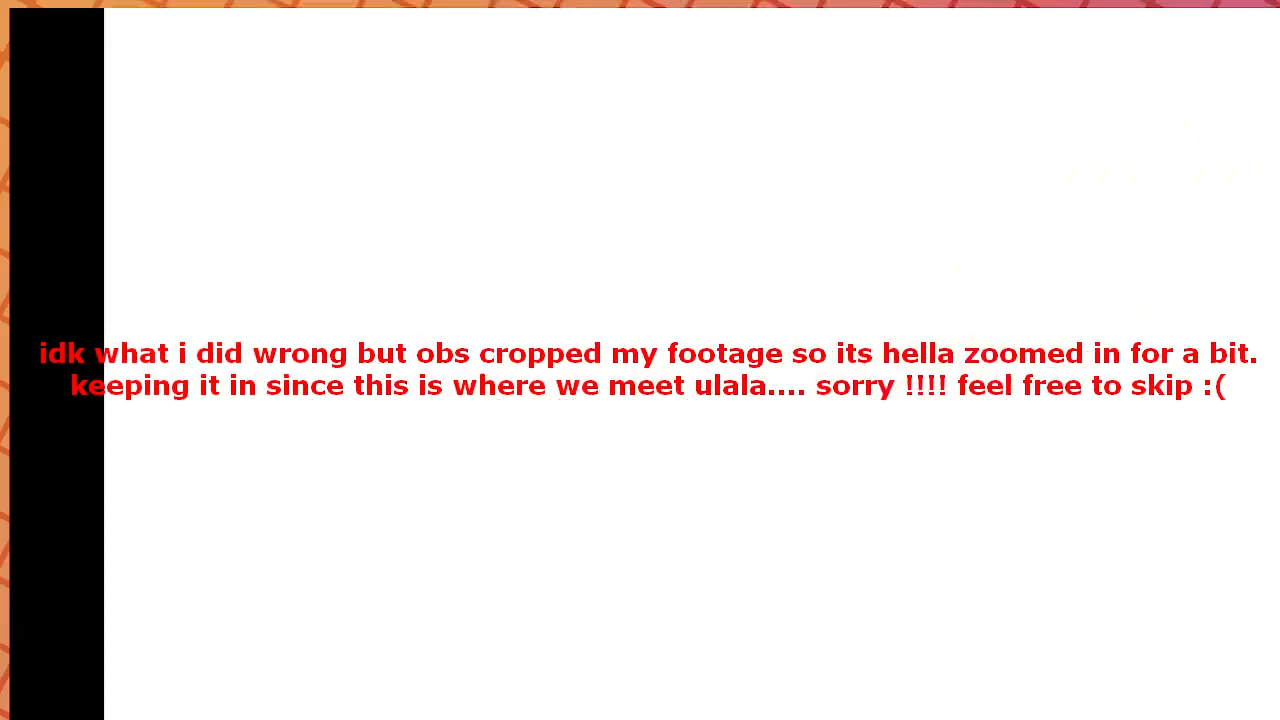 idk what i did wrong but obs cropped my footage so its hella zoomed in for a bit.
keeping it in since this is where we meet ulala.... sorry !!!! feel free to skip :(